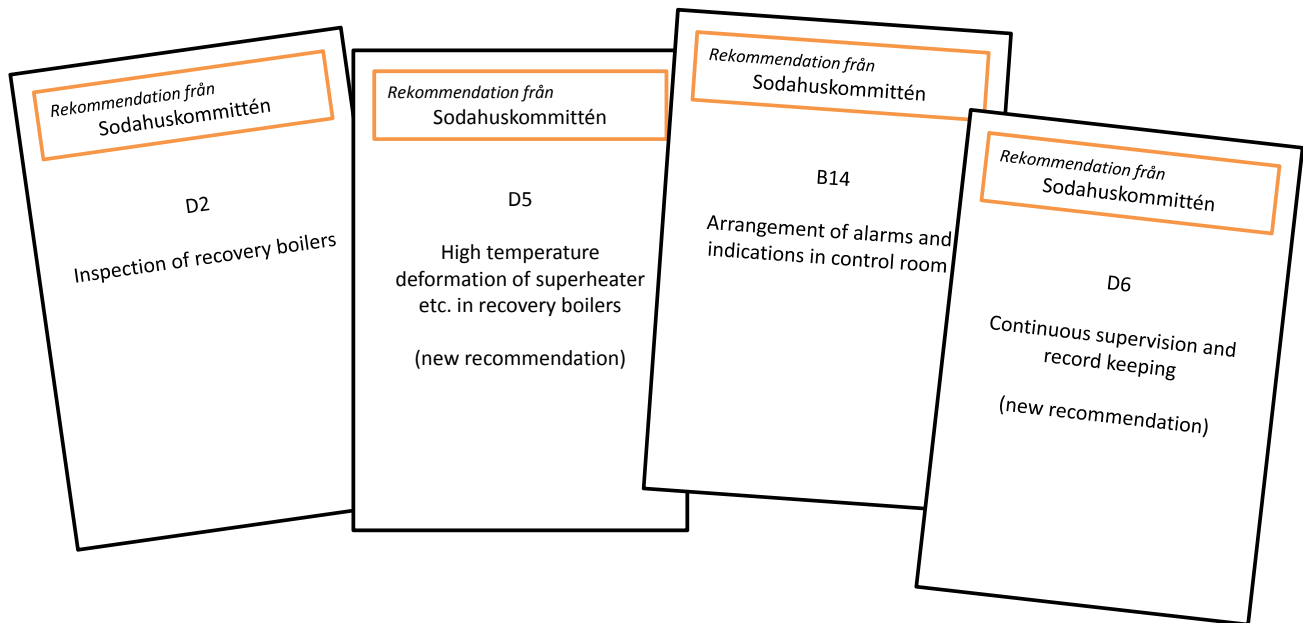 Rekommendation från
Sodahuskommittén
D2
Inspection of recovery boilers
Rekommendation från
Sodahuskommittén
D5
High temperature
deformation of superheater
etc. in recovery boilers
(new recommendation)
Rekommendation från
Sodahuskommittén
B14
Arrangement of alarms and
indications in control room
Rekommendation från
Sodahuskommittén
D6
Continuous supervision and
record keeping
(new recommendation)